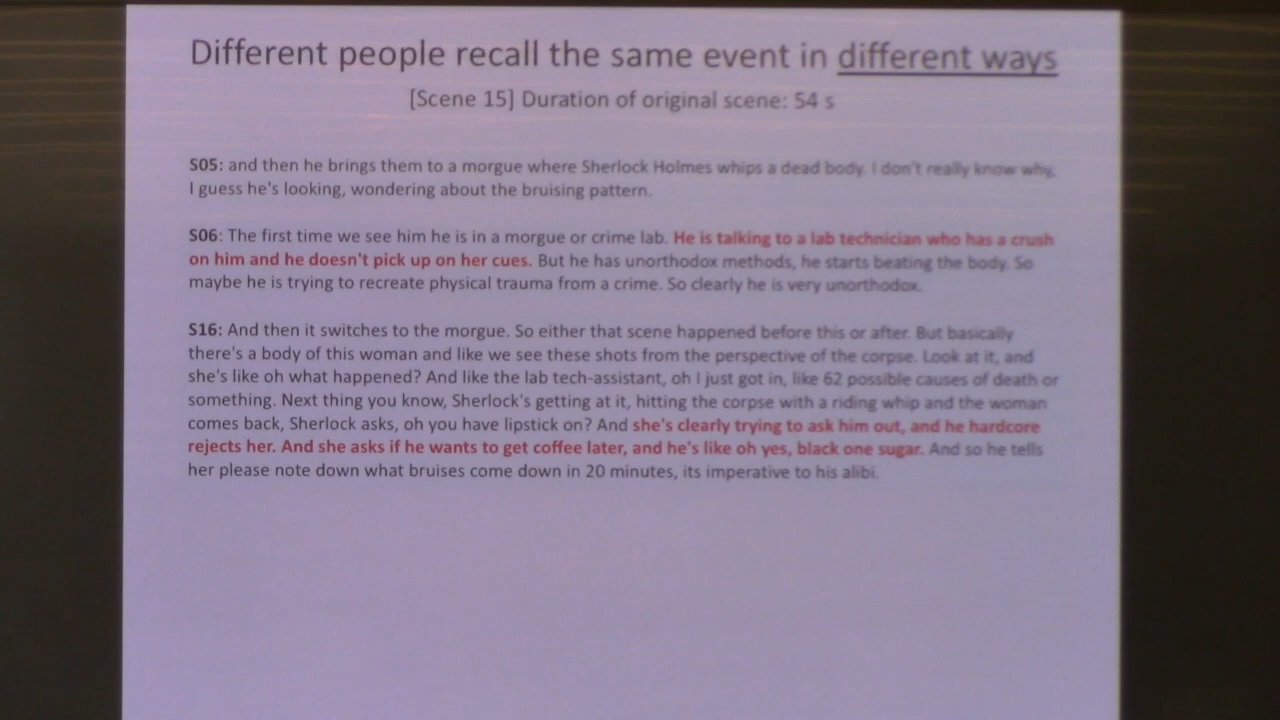 Different people recall the same event in different ways
[Scene 15] Duration of original scene: 54 s
S05: and then he brings them to a morgue where Sherlock Holmes whips a dead body. I don't really know why,
I guess he's looking, wondering about the bruising pattern.
S06: The first time we see him he is in a morgue or crime lab. He is talking to a lab technician who has a crush
on him and he doesn't pick up on her cues. But he has unorthodox methods, he starts beating the body. So
maybe he is trying to recreate physical trauma from a crime. So clearly he is very unorthodox.
S16: And then it switches to the morgue. So either that scene happened before this or after. But basically
there's a body of this woman and like we see these shots from the perspective of the corpse. Look at it, and
she's like oh what happened? And like the lab tech-assistant, oh I just got in, like 62 possible causes of death or
something. Next thing you know, Sherlock's getting at it, hitting the corpse with a riding whip and the woman
comes back, Sherlock asks, oh you have lipstick on? And she's clearly trying to ask him out, and he hardcore
rejects her. And she asks if he wants to get coffee later, and he's like oh yes, black one sugar. And so he tells
her please note down what bruises come down in 20 minutes, its imperative to his alibi.